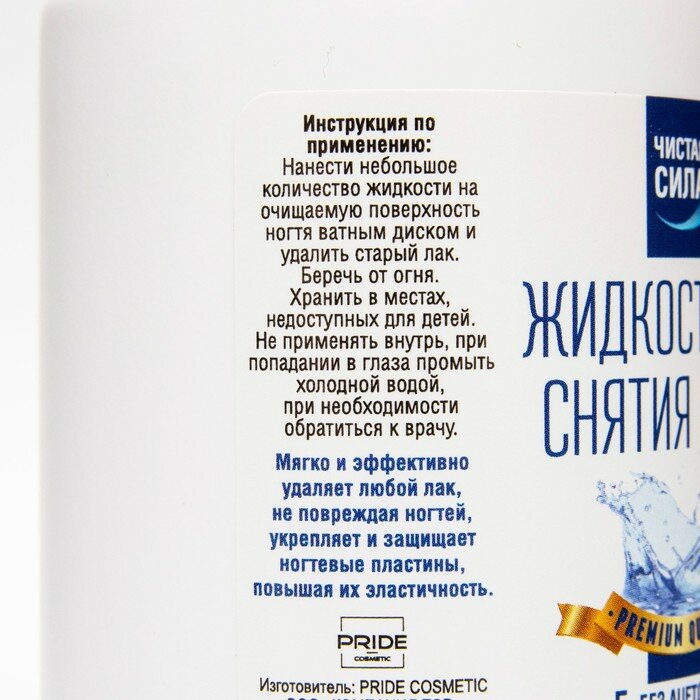 Инструкция по
применению:
Нанести небольшое
количество жидкости на
очищаемую поверхность
ногтя ватным диском и
удалить старый лак.
Беречь от огня.
Хранить в местах,
недоступных для детей.
Не применять внутрь, при
попадании в глаза промыть
холодной водой,
при необходимости
обратиться к врачу.
Мягко и эффективно
удаляет любой лак,
не повреждая ногтей,
укрепляет и защищает
ногтевые пластины,
повышая их эластичность.
PRIDE
COSMETIC
Изготовитель: PRIDE COSMETIC
ЧИСТА
СИЛА
ЖИДКОСТ
СНЯТИЯ
PREMIUM QU